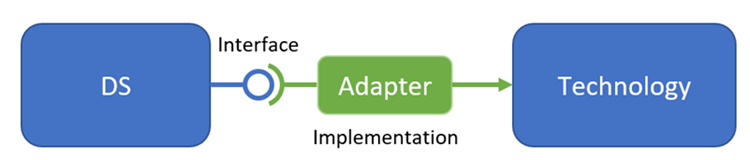 Interface
DS
Adapter
Technology
Implementation